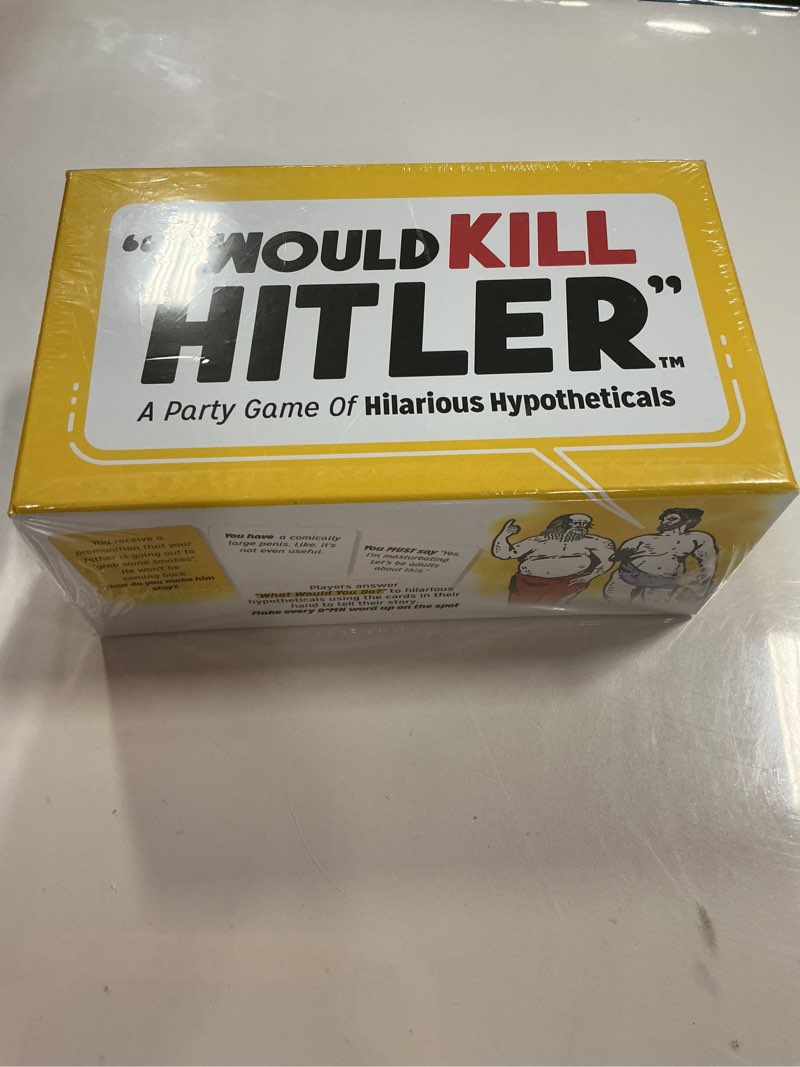 “I WOULD KILL
HITLER”™
A Party Game Of Hilarious Hypotheticals
You receive a
premonition that your
father is going out to
"grab some smokes"
He won't be
coming back.
How do you make him
stay?
You have a comically
large penis. Like. It's
not even useful.
You MUST say "Yes,
I'm masturbating.
Let's be adults
about this."
Players answer
"What Would You Do?" to hilarious
hypotheticals using the cards in their
hand to tell their story.
Make every D*MN word up on the spot